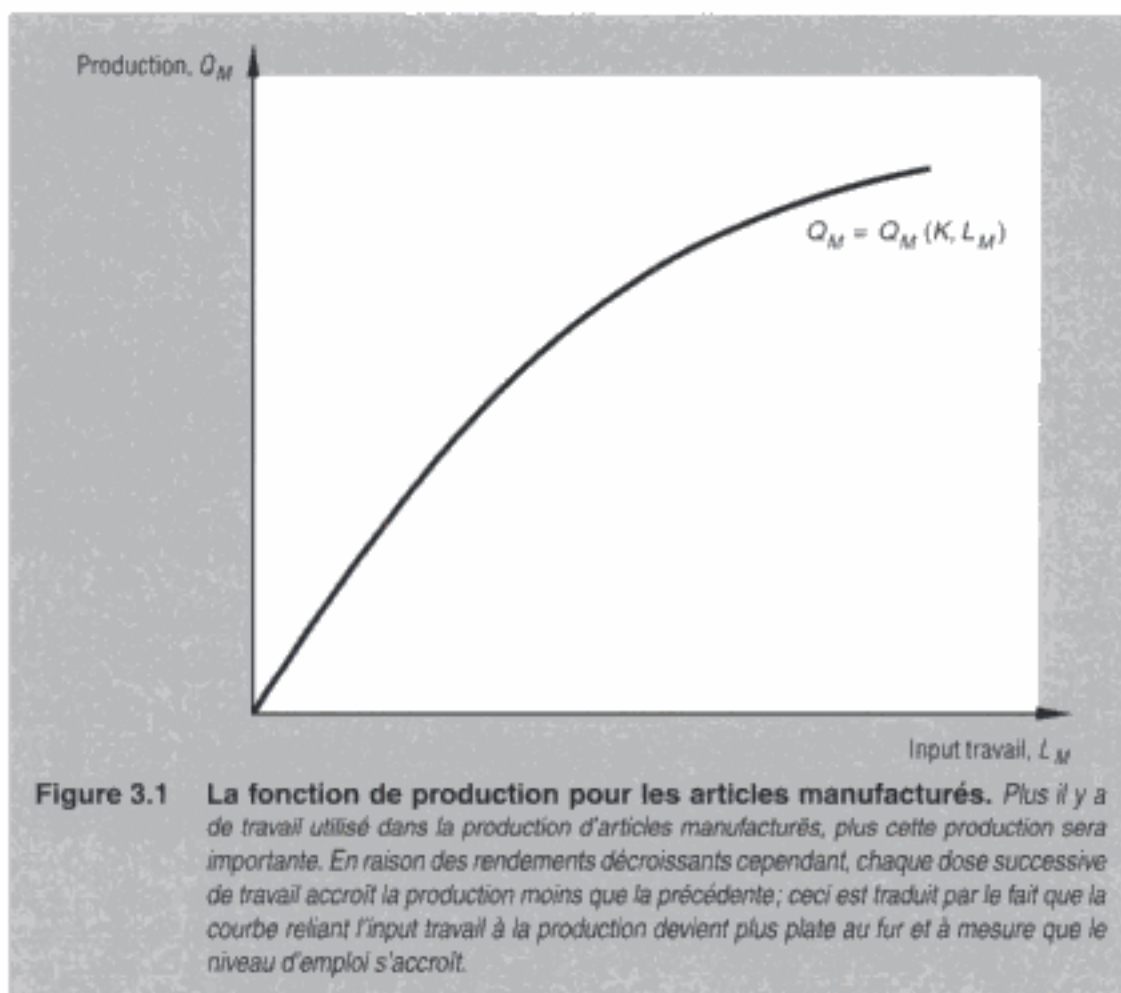 Production, Q_M
Q_M = Q_M (K, L_M)
Input travail, L_M
Figure 3.1 La fonction de production pour les articles manufacturés. Plus il y a
de travail utilisé dans la production d'articles manufacturés, plus cette production sera
importante. En raison des rendements décroissants cependant, chaque dose successive
de travail accroît la production moins que la précédente; ceci est traduit par le fait que la
courbe reliant l'input travail à la production devient plus plate au fur et à mesure que le
niveau d'emploi s'accroît.